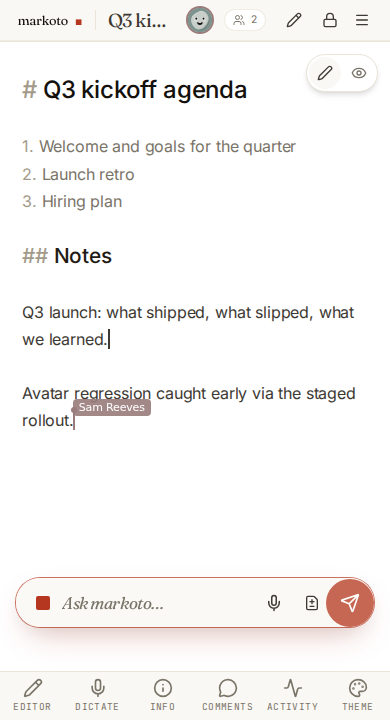 markoto
Q3 ki...
2
# Q3 kickoff agenda
1. Welcome and goals for the quarter
2. Launch retro
3. Hiring plan
## Notes
Q3 launch: what shipped, what slipped, what
we learned.
Avatar regression caught early via the staged
Sam Reeves
rollout.
Ask markoto...
EDITOR
DICTATE
INFO
COMMENTS
ACTIVITY
THEME